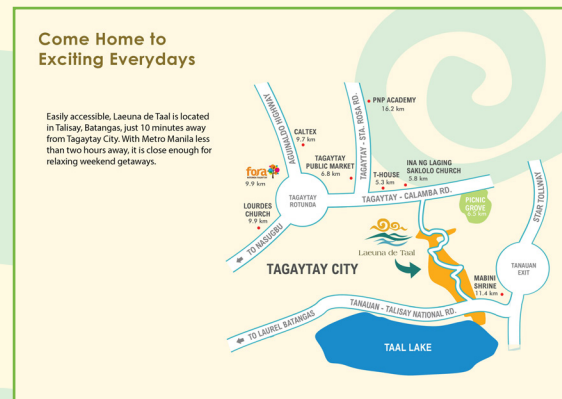 Come Home to
Exciting Everydays
Easily accessible, Laeuna de Taal is located
in Talisay, Batangas, just 10 minutes away
from Tagaytay City. With Metro Manila less
than two hours away, it is close enough for
relaxing weekend getaways.
AGUINALDO HIGHWAY
CALTEX
9.7 km
fora
9.9 km
TAGAYTAY
PUBLIC MARKET
6.8 km
TAGAYTAY - STA. ROSA RD.
PNP ACADEMY
16.2 km
T-HOUSE
5.3 km
INA NG LAGING
SAKLOLO CHURCH
5.8 km
TAGAYTAY
ROTUNDA
TAGAYTAY - CALAMBA RD.
PICNIC
GROVE
6.5 km
STAR TOLLWAY
LOURDES
CHURCH
9.9 km
TO NASUGBU
Laeuna de Taal
TAGAYTAY CITY
TANAUAN
EXIT
MABINI
SHRINE
11.4 km
TO LAUREL BATANGAS
TANAUAN - TALISAY NATIONAL RD.
TAAL LAKE